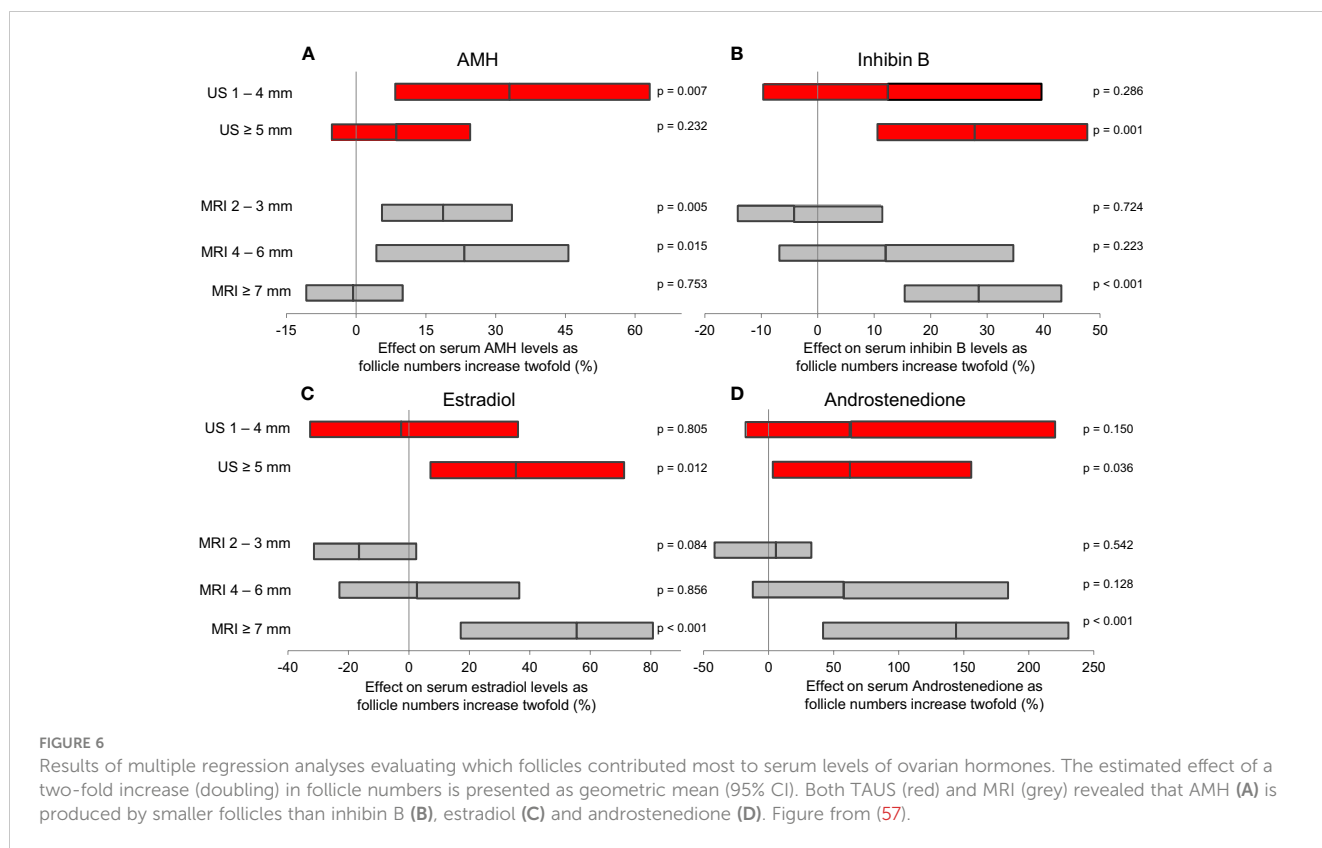 A
AMH
US 1 – 4 mm
p = 0.007
US ≥ 5 mm
p = 0.232
MRI 2 – 3 mm
p = 0.005
MRI 4 – 6 mm
p = 0.015
MRI ≥ 7 mm
p = 0.753
-15 0 15 30 45 60
Effect on serum AMH levels as
follicle numbers increase twofold (%)
B
Inhibin B
p = 0.286
p = 0.001
p = 0.724
p = 0.223
p < 0.001
-20 -10 0 10 20 30 40 50
Effect on serum inhibin B levels as
follicle numbers increase twofold (%)
C
Estradiol
US 1 – 4 mm
p = 0.805
US ≥ 5 mm
p = 0.012
MRI 2 – 3 mm
p = 0.084
MRI 4 – 6 mm
p = 0.856
MRI ≥ 7 mm
p < 0.001
-40 -20 0 20 40 60 80
Effect on serum estradiol levels as
follicle numbers increase twofold (%)
D
Androstenedione
p = 0.150
p = 0.036
p = 0.542
p = 0.128
p < 0.001
-50 0 50 100 150 200 250
Effect on serum Androstenedione as
follicle numbers increase twofold (%)
FIGURE 6
Results of multiple regression analyses evaluating which follicles contributed most to serum levels of ovarian hormones. The estimated effect of a
two-fold increase (doubling) in follicle numbers is presented as geometric mean (95% CI). Both TAUS (red) and MRI (grey) revealed that AMH (A) is
produced by smaller follicles than inhibin B (B), estradiol (C) and androstenedione (D). Figure from (57).